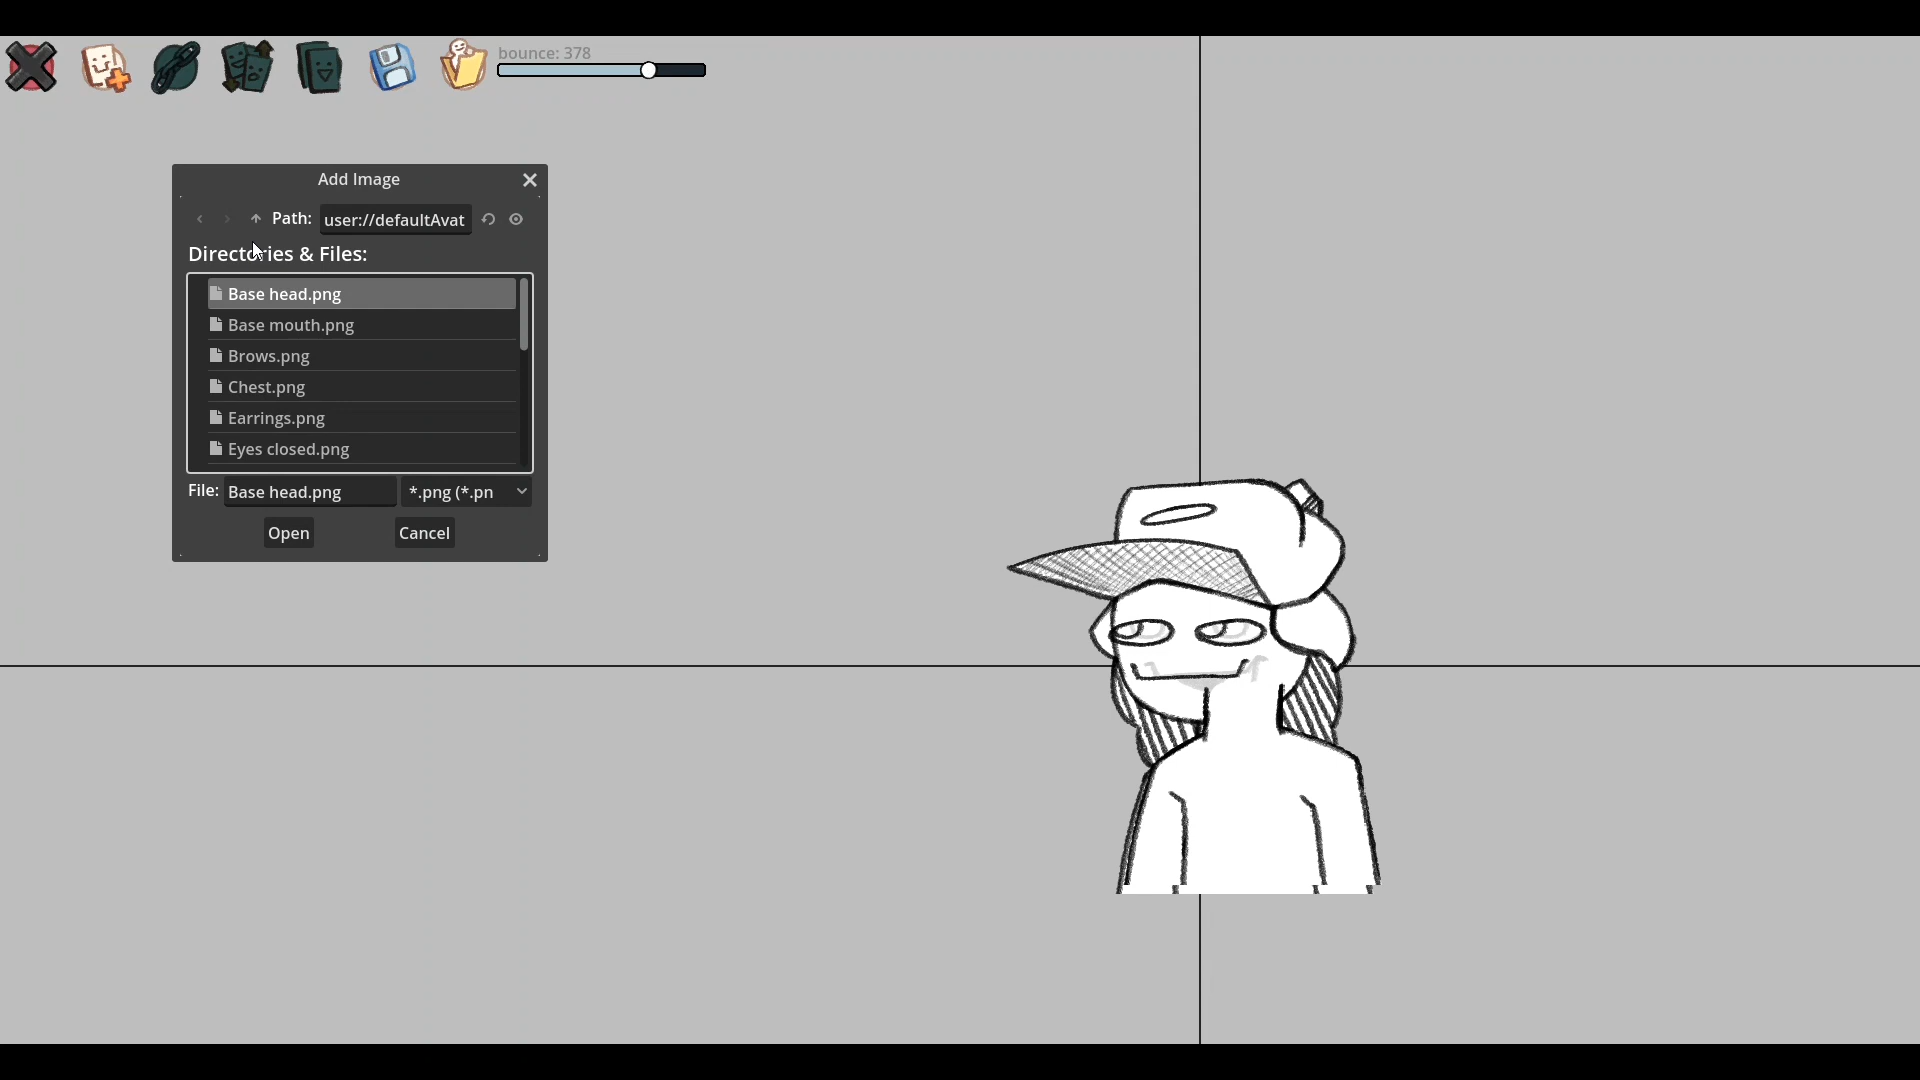 bounce: 378
Add Image
Path: user://defaultAvat
Directories & Files:
Base head.png
Base mouth.png
Brows.png
Chest.png
Earrings.png
Eyes closed.png
File: Base head.png *.png (*.pn
Open Cancel